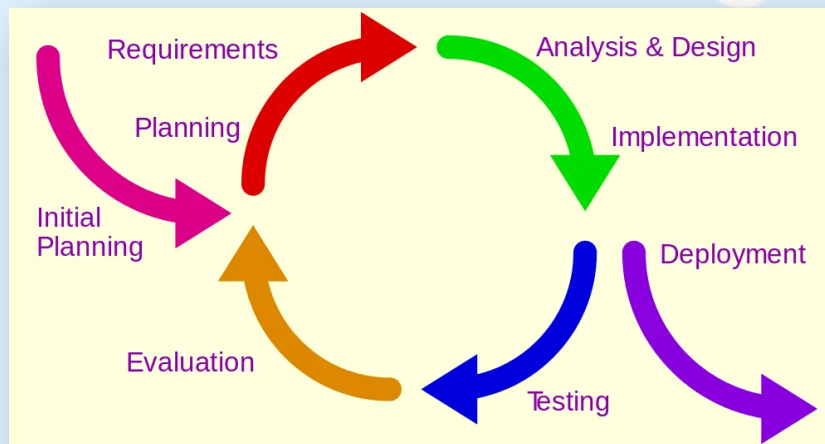 Requirements
Analysis & Design
Planning
Implementation
Initial
Planning
Deployment
Evaluation
Testing